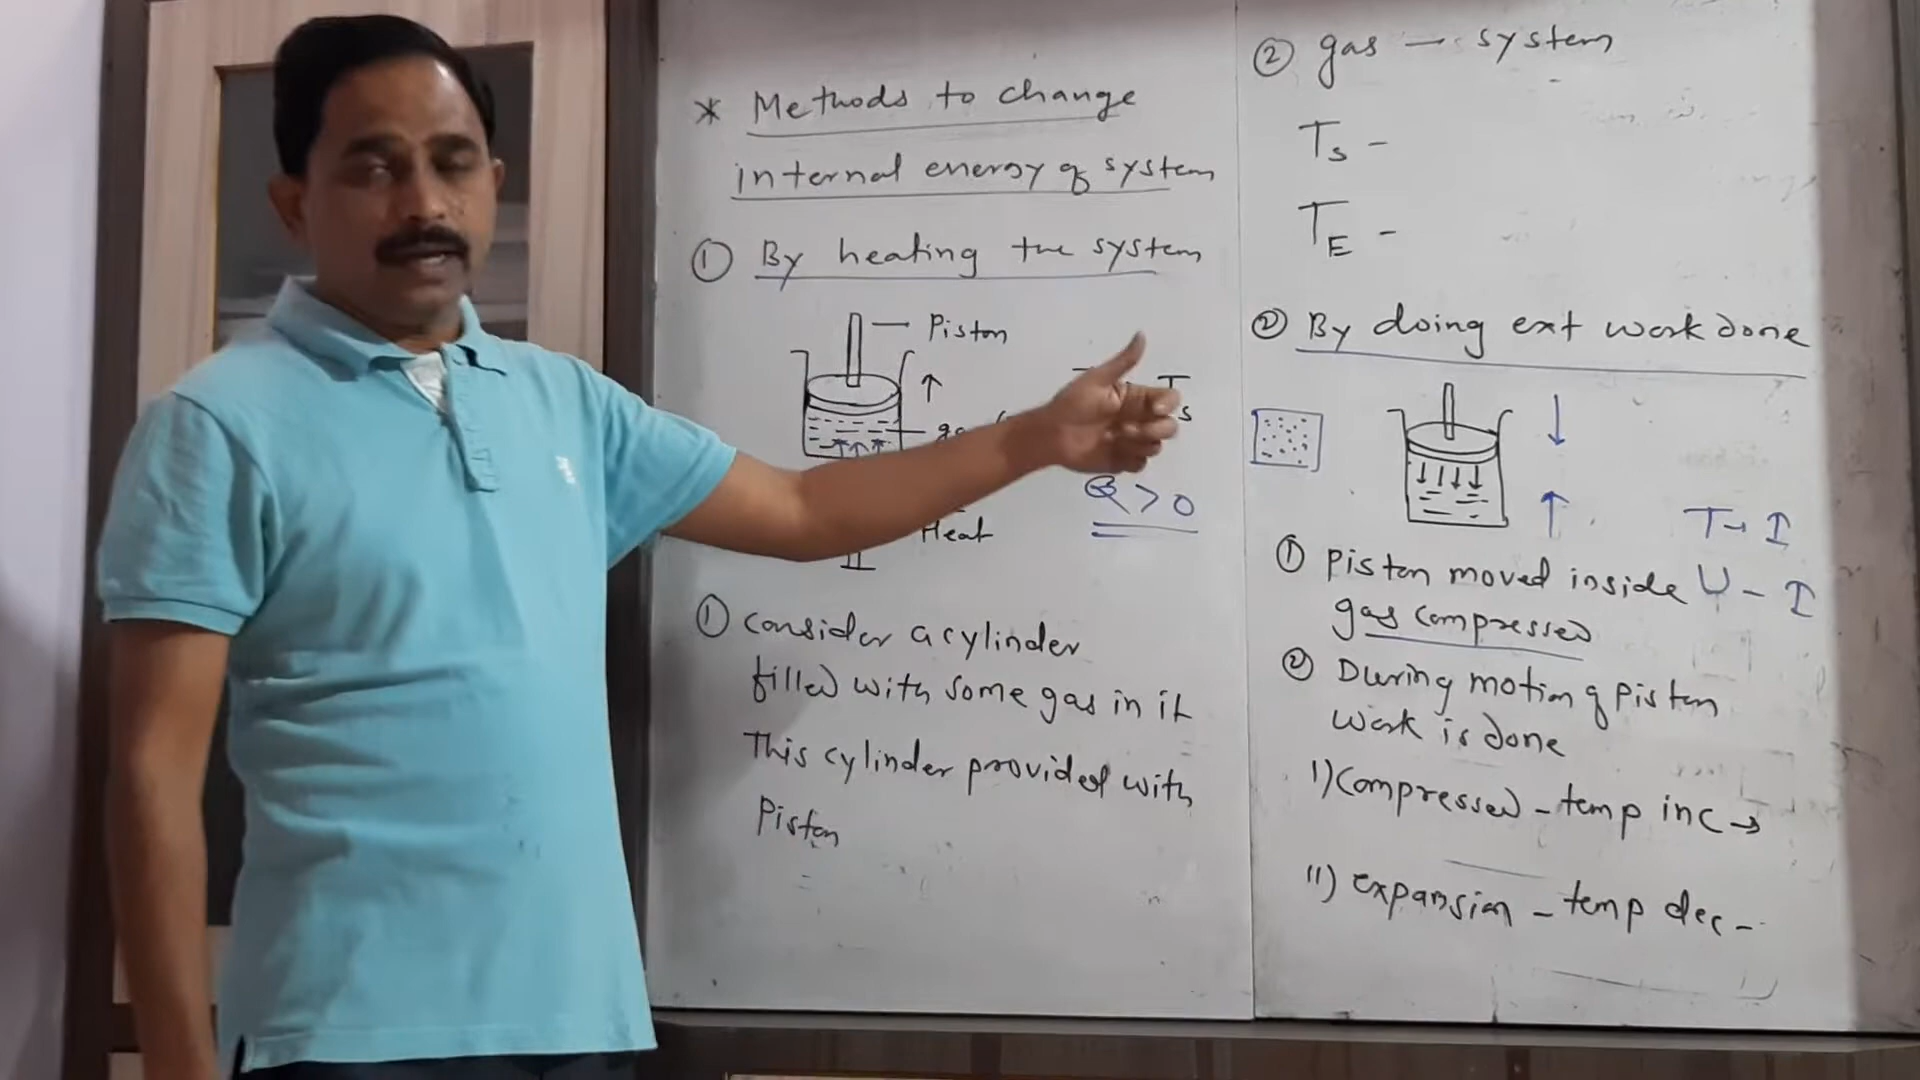 * Methods to change
internal energy of system
① By heating the system
Piston
Heat
Q > 0
① consider a cylinder
filled with some gas in it
This cylinder provided with
Piston
② gas — system
TS -
TE -
② By doing ext work done
T → I
① Piston moved inside U - I
gas compressed
② During motion of Piston
work is done
I) Compressed - temp inc →
II) expansion - temp dec -